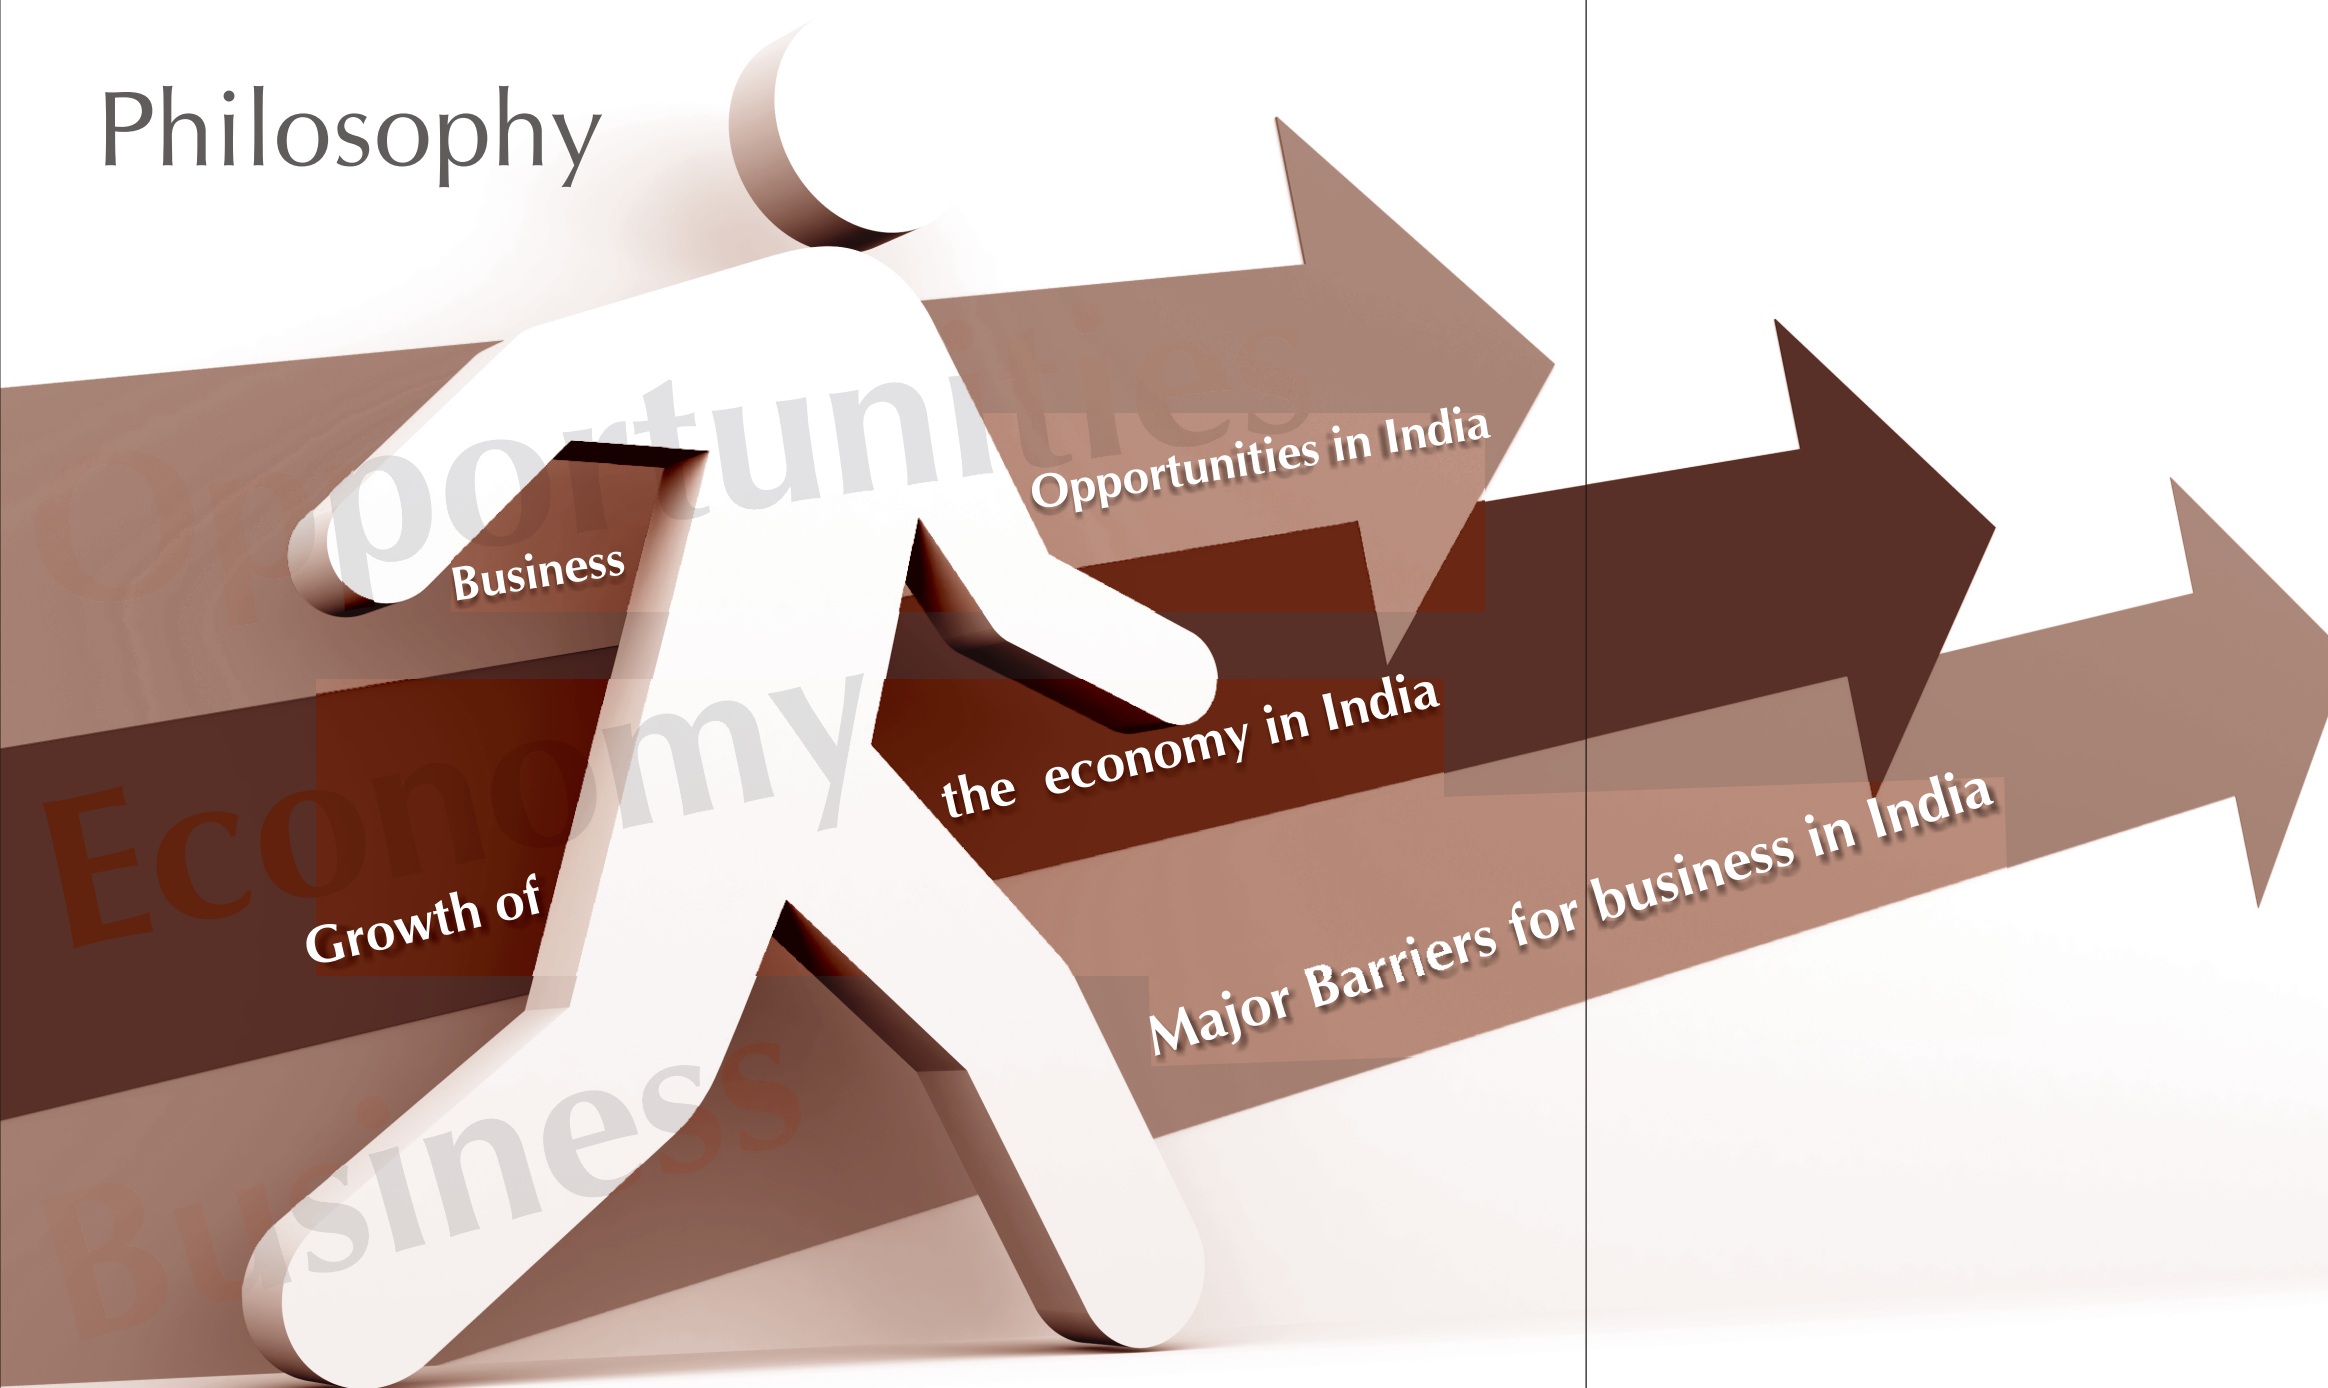 Philosophy
Opportunities
Business Opportunities in India
Economy
Growth of the economy in India
Business
Major Barriers for business in India